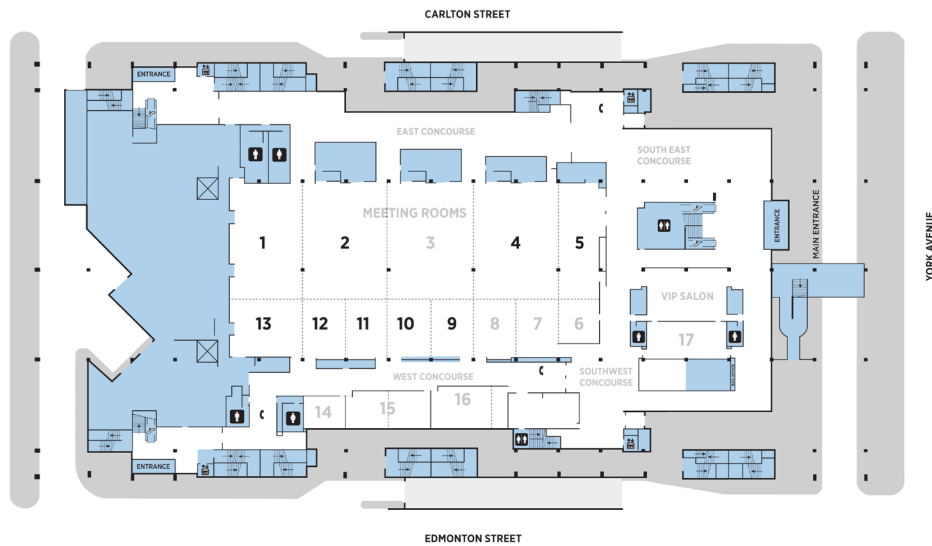 CARLTON STREET
ENTRANCE
EAST CONCOURSE
SOUTH EAST
CONCOURSE
MEETING ROOMS
1
2
3
4
5
ENTRANCE
MAIN ENTRANCE
YORK AVENUE
VIP SALON
13
12
11
10
9
8
7
6
17
WEST CONCOURSE
SOUTHWEST
CONCOURSE
14
15
16
ENTRANCE
EDMONTON STREET